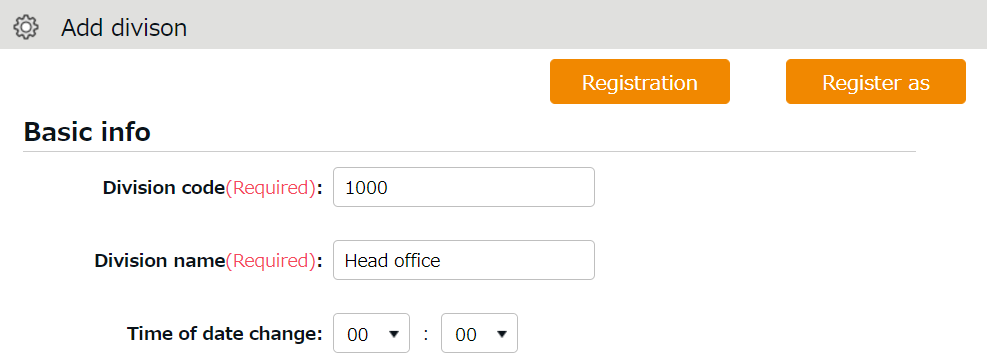 Add divison
Registration Register as
Basic info
Division code(Required): 1000
Division name(Required): Head office
Time of date change: 00 : 00